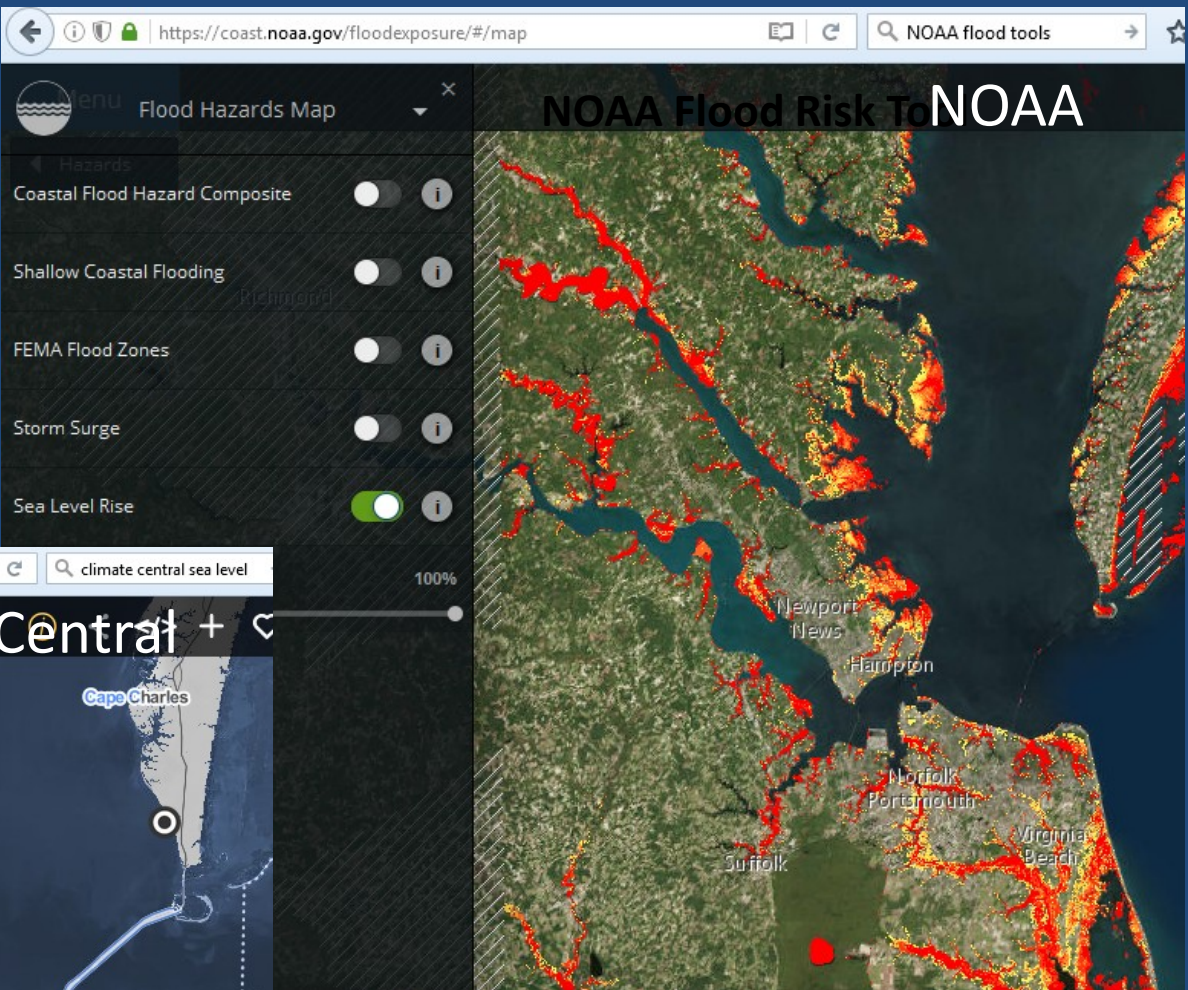 https://coast.noaa.gov/floodexposure/#/map
NOAA flood tools
Menu
Flood Hazards Map
NOAA Flood Risk Too
NOAA
Hazards
Coastal Flood Hazard Composite
Shallow Coastal Flooding
Richmond
FEMA Flood Zones
Storm Surge
Sea Level Rise
climate central sea level
100%
Central
Cape Charles
Newport
News
Hampton
Norfolk
Portsmouth
Virginia
Beach
Suffolk